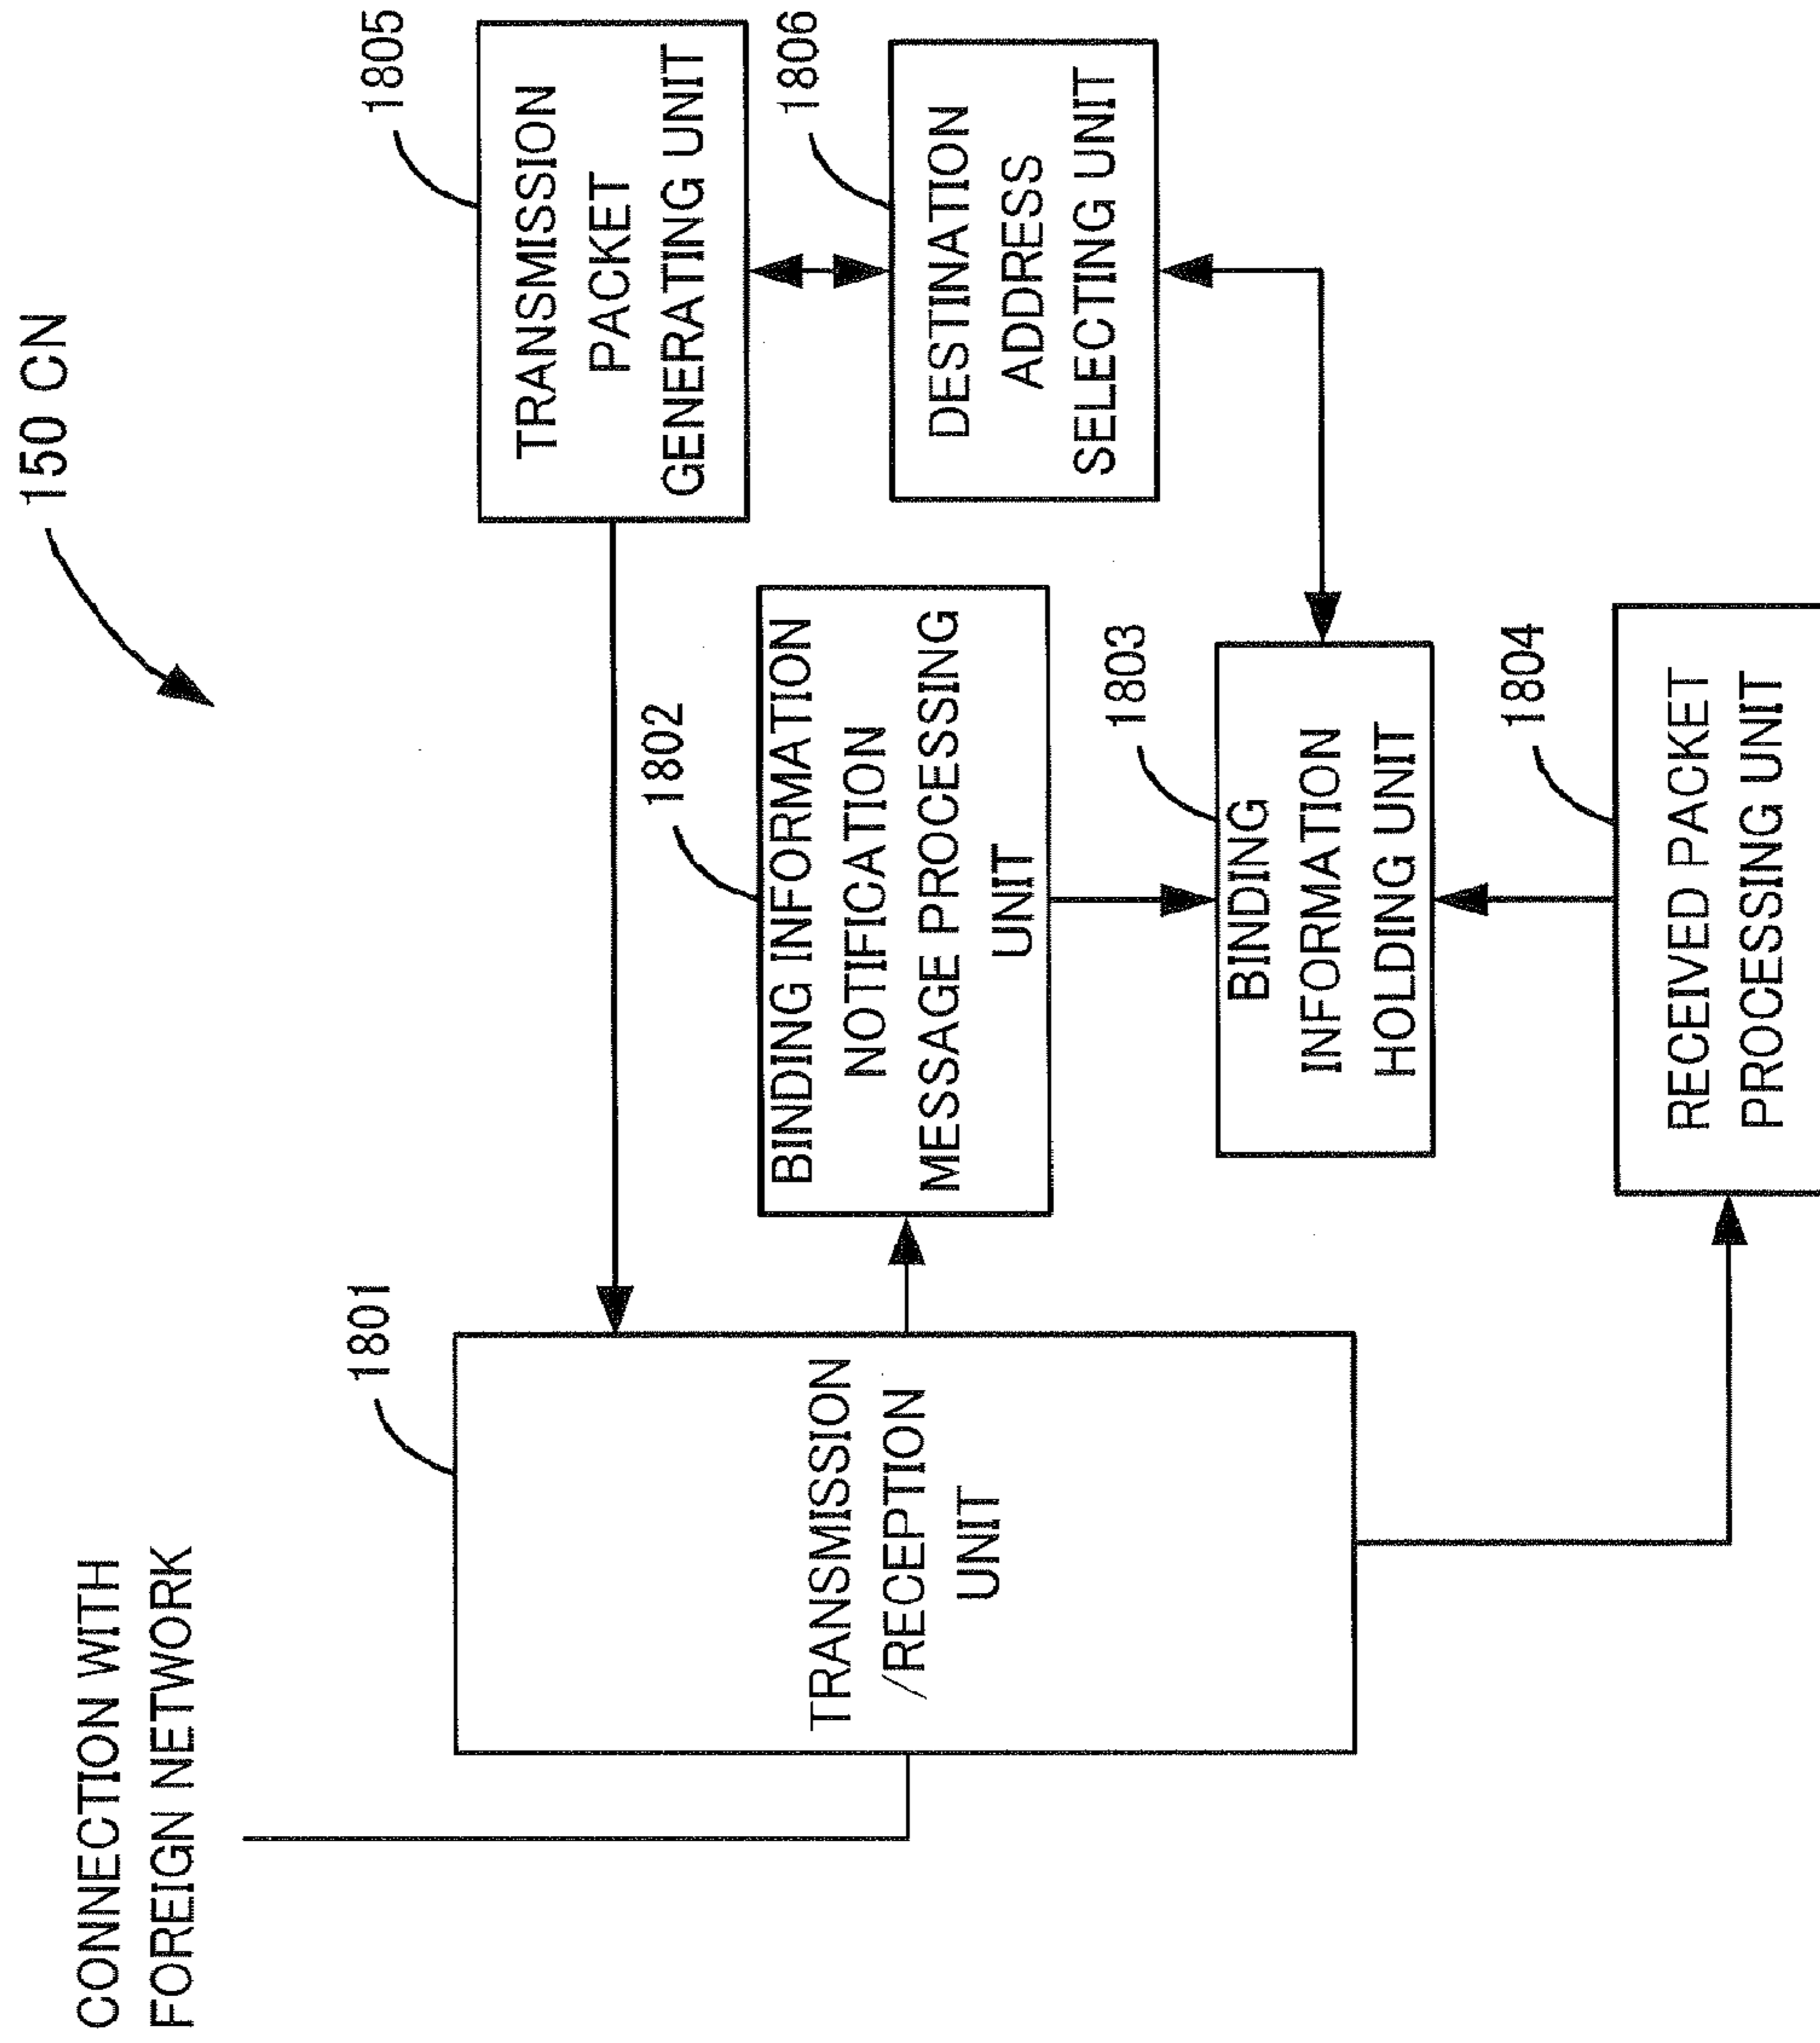 150 CN
CONNECTION WITH
FOREIGN NETWORK
1801
TRANSMISSION
/RECEPTION
UNIT
1805
TRANSMISSION
PACKET
GENERATING UNIT
1802
BINDING INFORMATION
NOTIFICATION
MESSAGE PROCESSING
UNIT
1806
DESTINATION
ADDRESS
SELECTING UNIT
1803
BINDING
INFORMATION
HOLDING UNIT
1804
RECEIVED PACKET
PROCESSING UNIT